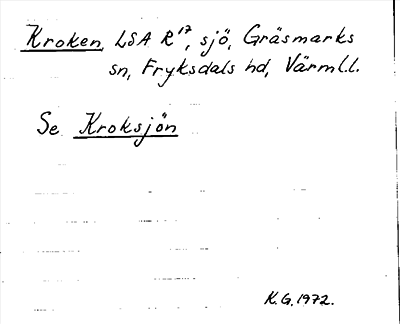 Kroken, LSA R¹⁷, sjö, Gräsmarks
sn, Fryksdals hd, Värml.l.
Se Kroksjön
K.G. 1972.